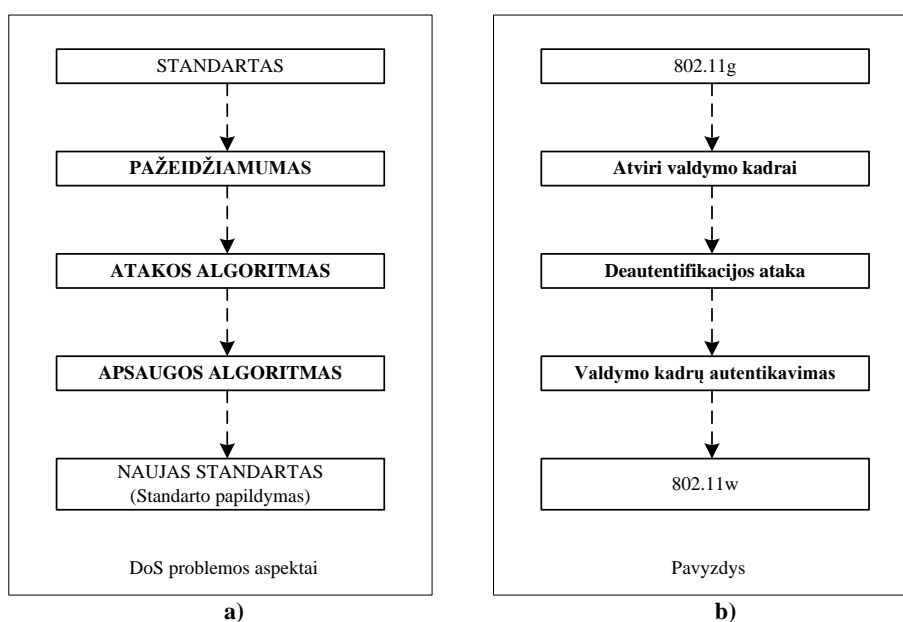 STANDARTAS
PAŽEIDŽIAMUMAS
ATAKOS ALGORITMAS
APSAUGOS ALGORITMAS
NAUJAS STANDARTAS
(Standarto papildymas)
DoS problemos aspektai
a)
802.11g
Atviri valdymo kadrai
Deautentifikacijos ataka
Valdymo kadrų autentikavimas
802.11w
Pavyzdys
b)